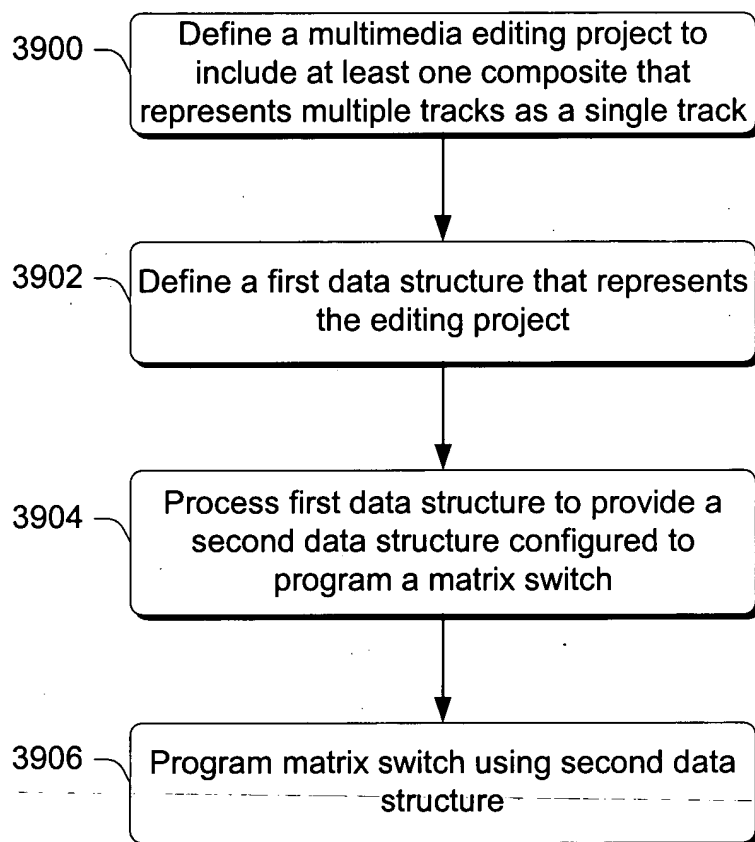 3900
Define a multimedia editing project to
include at least one composite that
represents multiple tracks as a single track
3902
Define a first data structure that represents
the editing project
3904
Process first data structure to provide a
second data structure configured to
program a matrix switch
3906
Program matrix switch using second data
structure